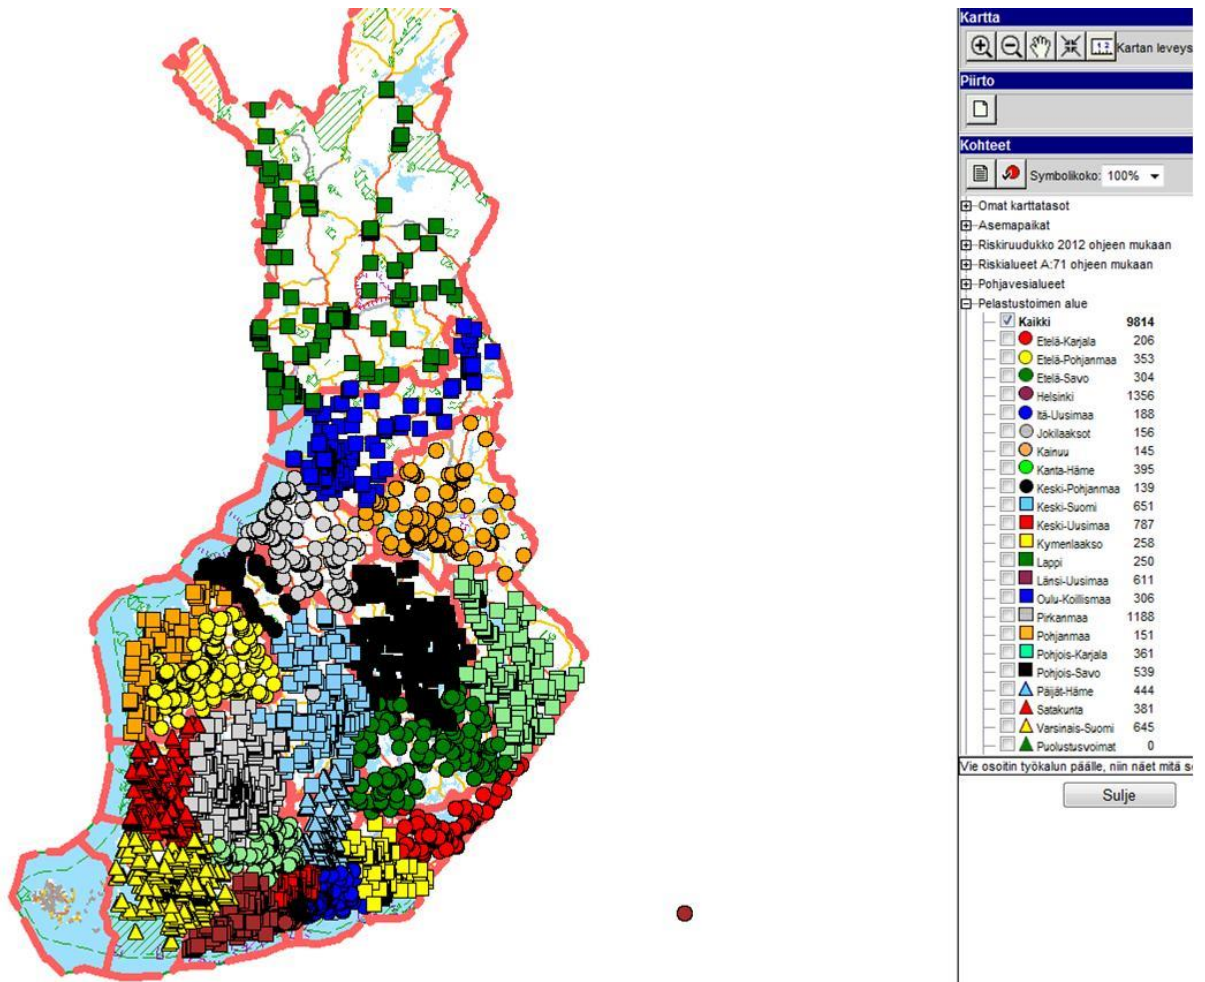 Kartta
1:2 Kartan leveys
Piirto
Kohteet
Symbolikoko: 100%
Omat karttatasot
Asemapaikat
Riskiruudukko 2012 ohjeen mukaan
Riskialueet A:71 ohjeen mukaan
Pohjavesialueet
Pelastustoimen alue
Kaikki 9814
Etelä-Karjala 206
Etelä-Pohjanmaa 353
Etelä-Savo 304
Helsinki 1356
Itä-Uusimaa 188
Jokilaaksot 156
Kainuu 145
Kanta-Häme 395
Keski-Pohjanmaa 139
Keski-Suomi 651
Keski-Uusimaa 787
Kymenlaakso 258
Lappi 250
Länsi-Uusimaa 611
Oulu-Koillismaa 306
Pirkanmaa 1188
Pohjanmaa 151
Pohjois-Karjala 361
Pohjois-Savo 539
Päijät-Häme 444
Satakunta 381
Varsinais-Suomi 645
Puolustusvoimat 0
Vie osoitin työkalun päälle, niin näet mitä s
Sulje